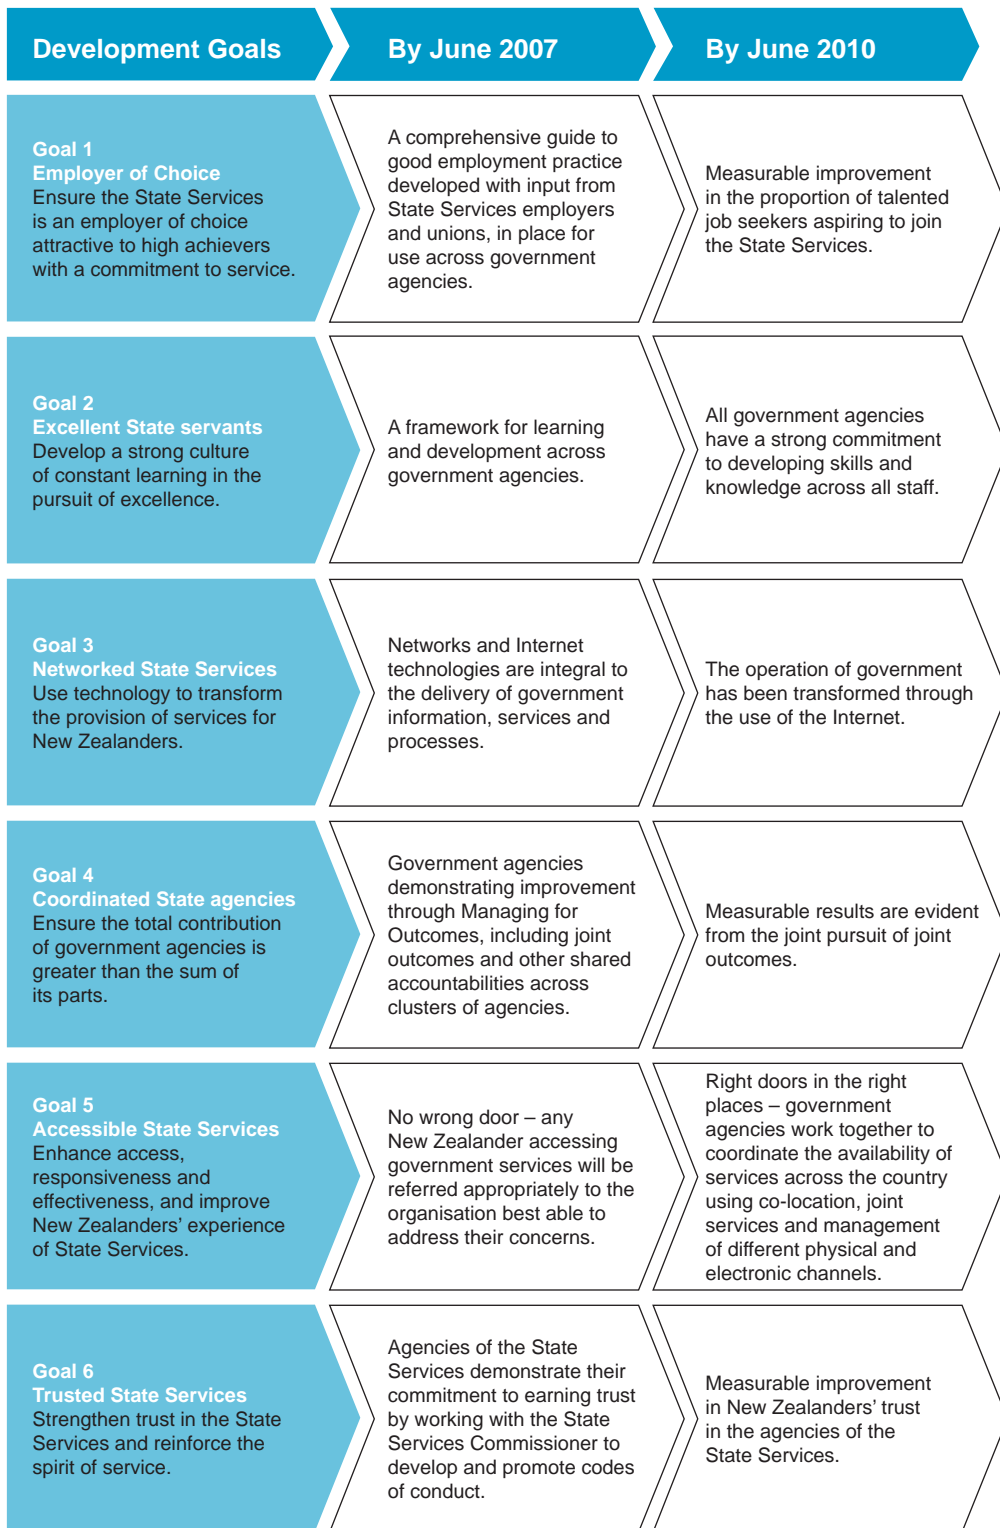 Development Goals
By June 2007
By June 2010
Goal 1
Employer of Choice
Ensure the State Services
is an employer of choice
attractive to high achievers
with a commitment to service.
A comprehensive guide to
good employment practice
developed with input from
State Services employers
and unions, in place for
use across government
agencies.
Measurable improvement
in the proportion of talented
job seekers aspiring to join
the State Services.
Goal 2
Excellent State servants
Develop a strong culture
of constant learning in the
pursuit of excellence.
A framework for learning
and development across
government agencies.
All government agencies
have a strong commitment
to developing skills and
knowledge across all staff.
Goal 3
Networked State Services
Use technology to transform
the provision of services for
New Zealanders.
Networks and Internet
technologies are integral to
the delivery of government
information, services and
processes.
The operation of government
has been transformed through
the use of the Internet.
Goal 4
Coordinated State agencies
Ensure the total contribution
of government agencies is
greater than the sum of
its parts.
Government agencies
demonstrating improvement
through Managing for
Outcomes, including joint
outcomes and other shared
accountabilities across
clusters of agencies.
Measurable results are evident
from the joint pursuit of joint
outcomes.
Goal 5
Accessible State Services
Enhance access,
responsiveness and
effectiveness, and improve
New Zealanders’ experience
of State Services.
No wrong door – any
New Zealander accessing
government services will be
referred appropriately to the
organisation best able to
address their concerns.
Right doors in the right
places – government
agencies work together to
coordinate the availability of
services across the country
using co-location, joint
services and management
of different physical and
electronic channels.
Goal 6
Trusted State Services
Strengthen trust in the State
Services and reinforce the
spirit of service.
Agencies of the State
Services demonstrate their
commitment to earning trust
by working with the State
Services Commissioner to
develop and promote codes
of conduct.
Measurable improvement
in New Zealanders’ trust
in the agencies of the
State Services.